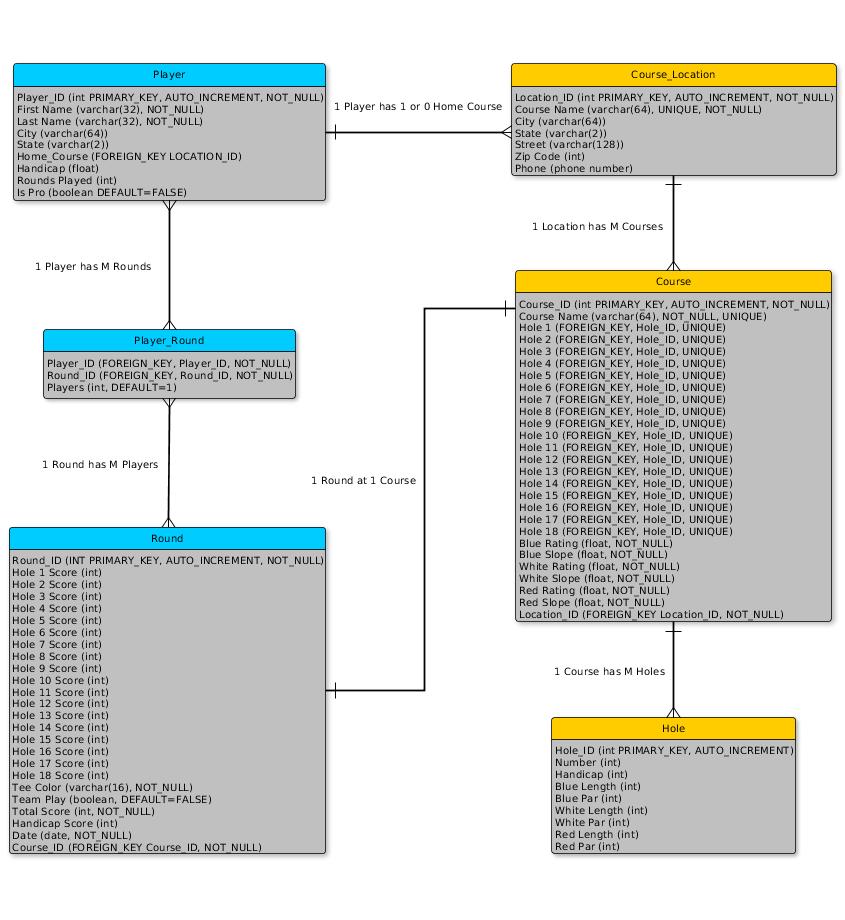 Player
Player_ID (int PRIMARY_KEY, AUTO_INCREMENT, NOT_NULL)
First Name (varchar(32), NOT_NULL)
Last Name (varchar(32), NOT_NULL)
City (varchar(64))
State (varchar(2))
Home_Course (FOREIGN_KEY LOCATION_ID)
Handicap (float)
Rounds Played (int)
Is Pro (boolean DEFAULT=FALSE)
1 Player has 1 or 0 Home Course
Course_Location
Location_ID (int PRIMARY_KEY, AUTO_INCREMENT, NOT_NULL)
Course Name (varchar(64), UNIQUE, NOT_NULL)
City (varchar(64))
State (varchar(2))
Street (varchar(128))
Zip Code (int)
Phone (phone number)
1 Player has M Rounds
1 Location has M Courses
Player_Round
Player_ID (FOREIGN_KEY, Player_ID, NOT_NULL)
Round_ID (FOREIGN_KEY, Round_ID, NOT_NULL)
Players (int, DEFAULT=1)
Course
Course_ID (int PRIMARY_KEY, AUTO_INCREMENT, NOT_NULL)
Course Name (varchar(64), NOT_NULL, UNIQUE)
Hole 1 (FOREIGN_KEY, Hole_ID, UNIQUE)
Hole 2 (FOREIGN_KEY, Hole_ID, UNIQUE)
Hole 3 (FOREIGN_KEY, Hole_ID, UNIQUE)
Hole 4 (FOREIGN_KEY, Hole_ID, UNIQUE)
Hole 5 (FOREIGN_KEY, Hole_ID, UNIQUE)
Hole 6 (FOREIGN_KEY, Hole_ID, UNIQUE)
Hole 7 (FOREIGN_KEY, Hole_ID, UNIQUE)
Hole 8 (FOREIGN_KEY, Hole_ID, UNIQUE)
Hole 9 (FOREIGN_KEY, Hole_ID, UNIQUE)
Hole 10 (FOREIGN_KEY, Hole_ID, UNIQUE)
Hole 11 (FOREIGN_KEY, Hole_ID, UNIQUE)
Hole 12 (FOREIGN_KEY, Hole_ID, UNIQUE)
Hole 13 (FOREIGN_KEY, Hole_ID, UNIQUE)
Hole 14 (FOREIGN_KEY, Hole_ID, UNIQUE)
Hole 15 (FOREIGN_KEY, Hole_ID, UNIQUE)
Hole 16 (FOREIGN_KEY, Hole_ID, UNIQUE)
Hole 17 (FOREIGN_KEY, Hole_ID, UNIQUE)
Hole 18 (FOREIGN_KEY, Hole_ID, UNIQUE)
Blue Rating (float, NOT_NULL)
Blue Slope (float, NOT_NULL)
White Rating (float, NOT_NULL)
White Slope (float, NOT_NULL)
Red Rating (float, NOT_NULL)
Red Slope (float, NOT_NULL)
Location_ID (FOREIGN_KEY Location_ID, NOT_NULL)
1 Round has M Players
1 Round at 1 Course
Round
Round_ID (INT PRIMARY_KEY, AUTO_INCREMENT, NOT_NULL)
Hole 1 Score (int)
Hole 2 Score (int)
Hole 3 Score (int)
Hole 4 Score (int)
Hole 5 Score (int)
Hole 6 Score (int)
Hole 7 Score (int)
Hole 8 Score (int)
Hole 9 Score (int)
Hole 10 Score (int)
Hole 11 Score (int)
Hole 12 Score (int)
Hole 13 Score (int)
Hole 14 Score (int)
Hole 15 Score (int)
Hole 16 Score (int)
Hole 17 Score (int)
Hole 18 Score (int)
Tee Color (varchar(16), NOT_NULL)
Team Play (boolean, DEFAULT=FALSE)
Total Score (int, NOT_NULL)
Handicap Score (int)
Date (date, NOT_NULL)
Course_ID (FOREIGN_KEY Course_ID, NOT_NULL)
1 Course has M Holes
Hole
Hole_ID (int PRIMARY_KEY, AUTO_INCREMENT)
Number (int)
Handicap (int)
Blue Length (int)
Blue Par (int)
White Length (int)
White Par (int)
Red Length (int)
Red Par (int)